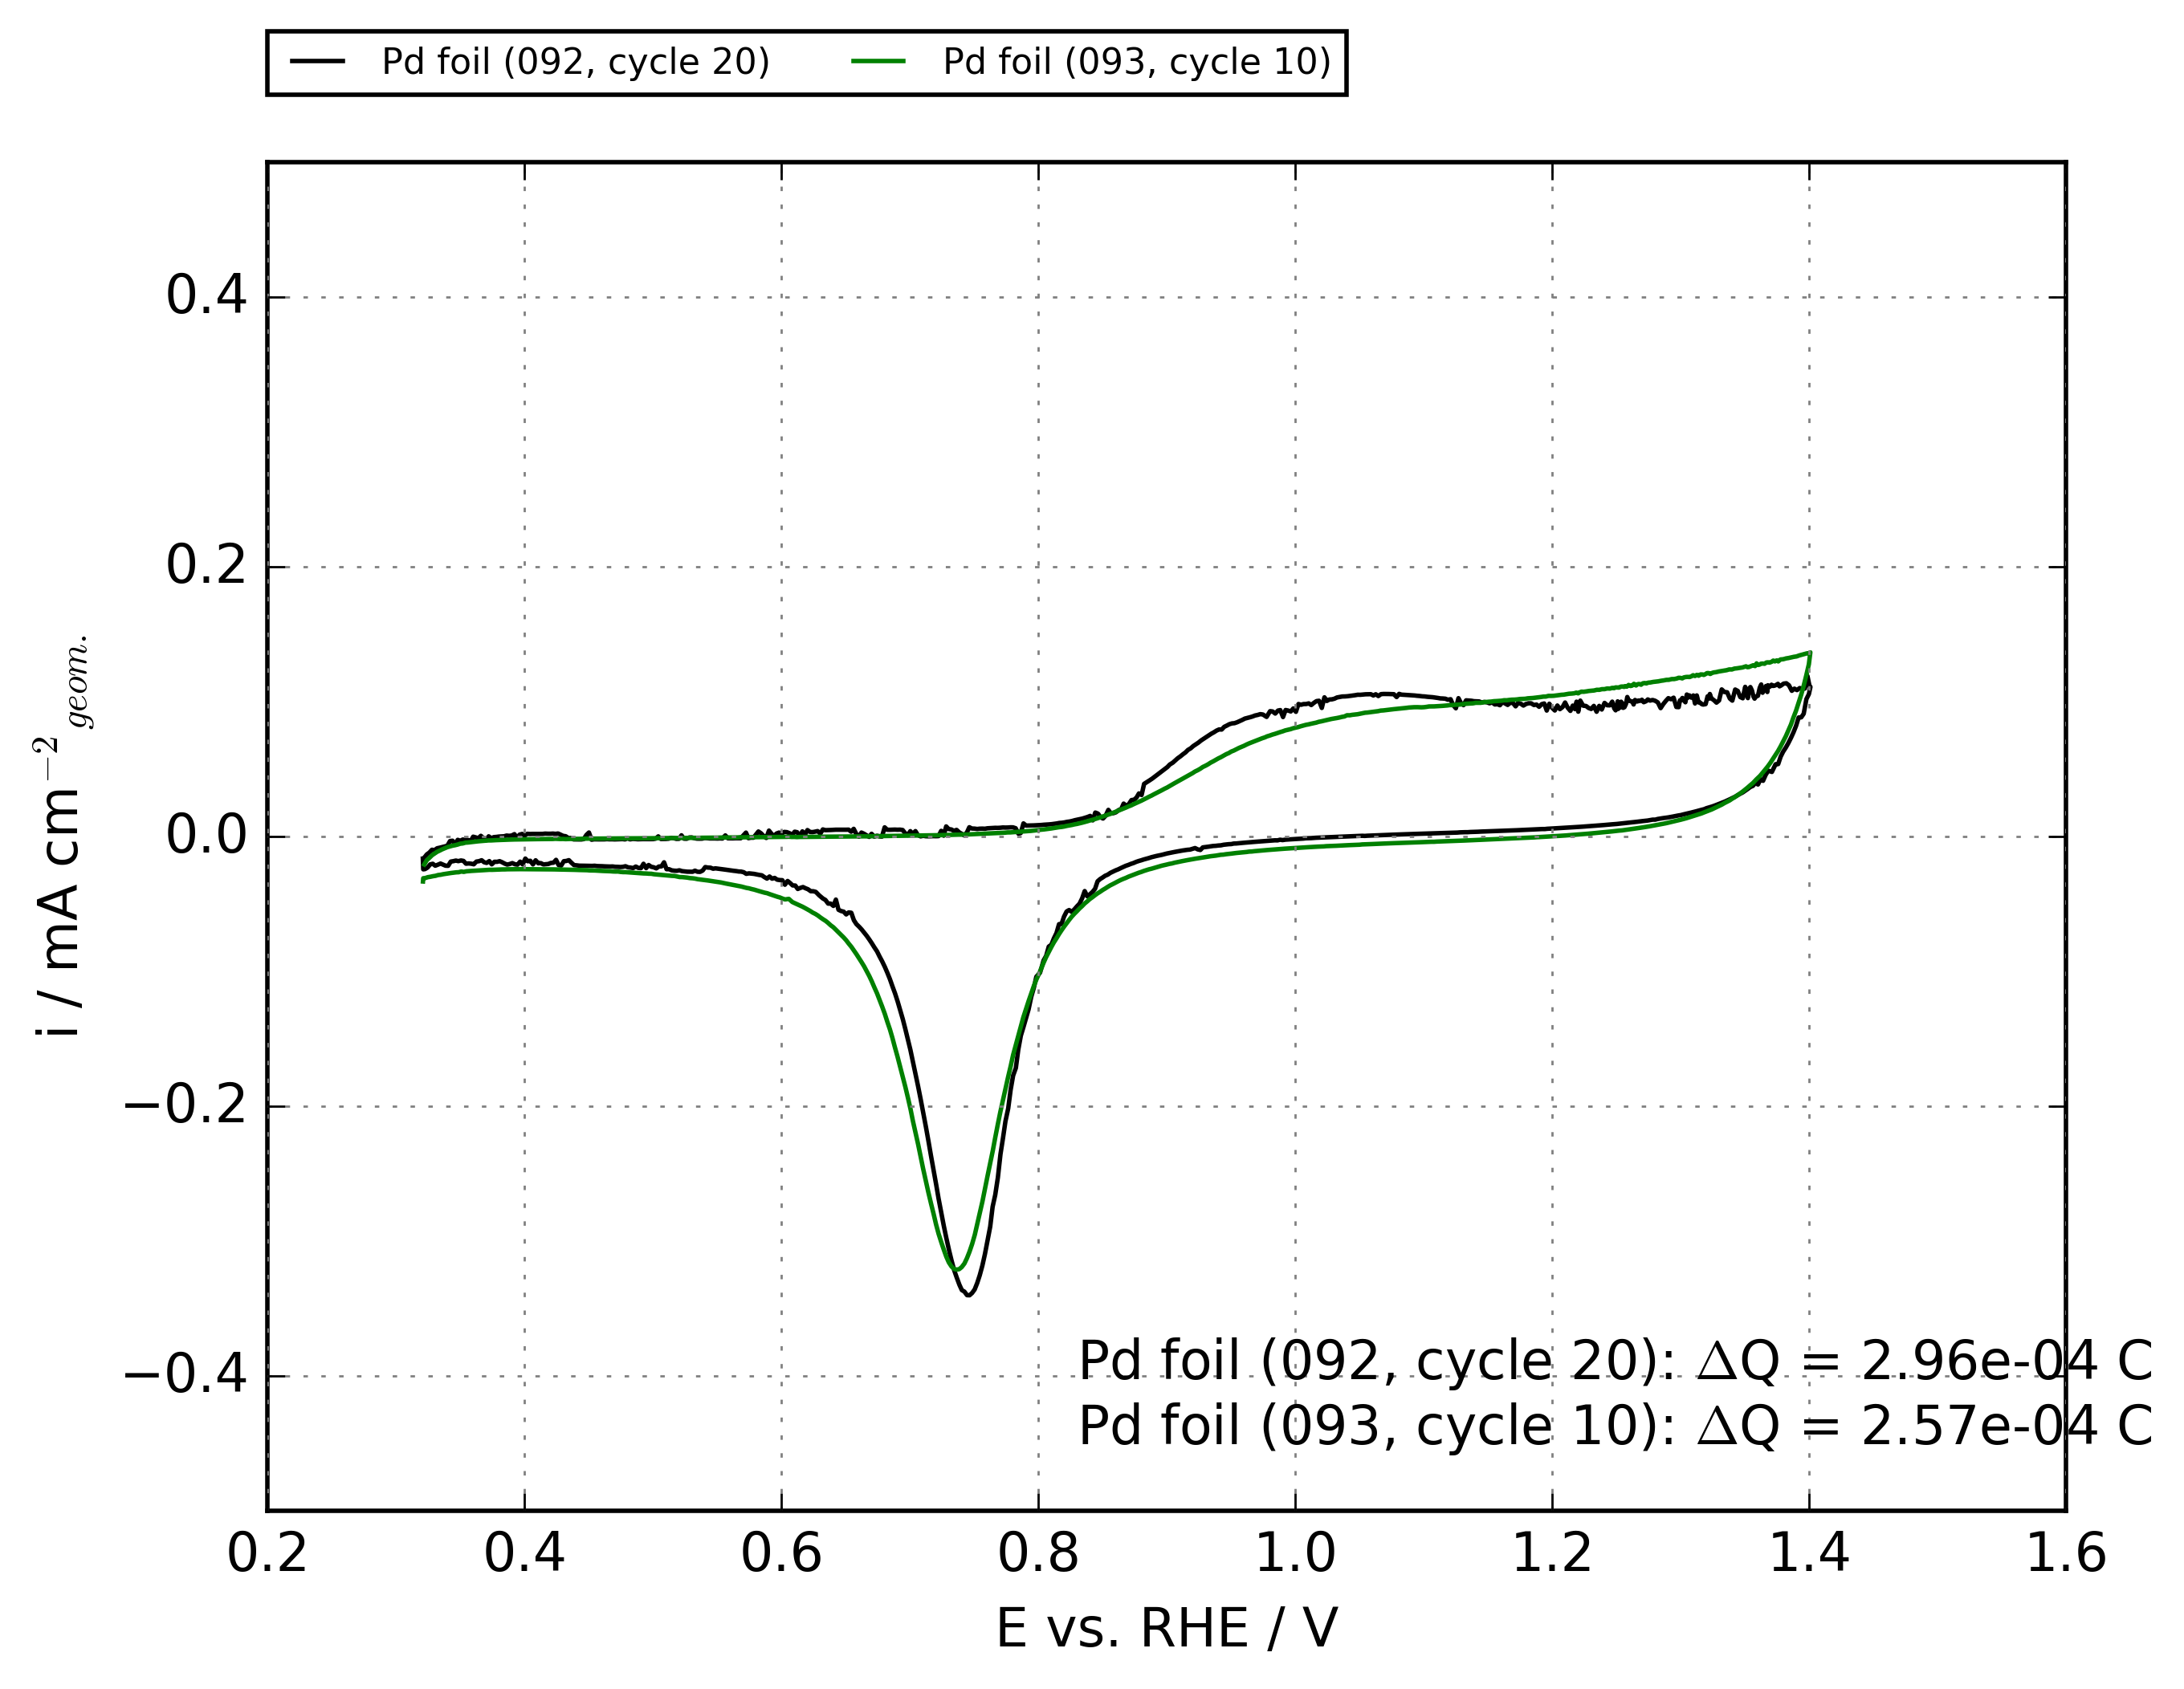 Pd foil (092, cycle 20) Pd foil (093, cycle 10)
0.4
0.2
0.0
−0.2
−0.4
i / mA cm⁻² geom.
Pd foil (092, cycle 20): ΔQ = 2.96e-04 C
Pd foil (093, cycle 10): ΔQ = 2.57e-04 C
0.2 0.4 0.6 0.8 1.0 1.2 1.4 1.6
E vs. RHE / V